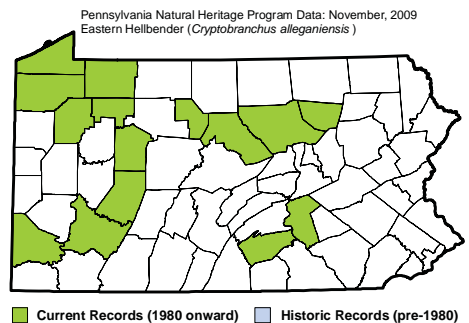 Pennsylvania Natural Heritage Program Data: November, 2009
Eastern Hellbender (Cryptobranchus alleganiensis )
Current Records (1980 onward) Historic Records (pre-1980)